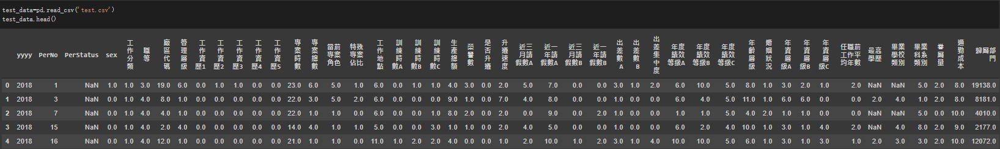 test_data=pd.read_csv("test.csv")
test_data.head()
yyyy PerNo PerStatus sex 工作分類 職等 廠區代碼 管理層級 工作資歷1 工作資歷2 工作資歷3 工作資歷4 工作資歷5 專案時數 專案總數 當前專案角色 特殊專案佔比 工作地點 訓練時數A 訓練時數B 訓練時數C 生產總額 榮譽數 是否升遷 升遷速度 近三月請假數A 近一年請假數A 近三月請假數B 近一年請假數B 出差數A 出差數B 出差集中度 年度績效等級A 年度績效等級B 年度績效等級C 年齡層級 婚姻狀況 年資層級A 年資層級B 年資層級C 任職前工作平均年數 最高學歷 畢業學校類別 畢業科系類別 眷屬量 通勤成本 歸屬部門
0 2018 1 NaN 1.0 1.0 3.0 19.0 6.0 0.0 1.0 1.0 0.0 0.0 23.0 6.0 5.0 1.0 6.0 0.0 1.0 1.0 4.0 3.0 0.0 2.0 5.0 7.0 0.0 0.0 3.0 1.0 2.0 6.0 10.0 5.0 8.0 1.0 3.0 2.0 1.0 2.0 NaN NaN 5.0 2.0 8.0 19138.0
1 2018 3 NaN 0.0 1.0 4.0 8.0 1.0 0.0 0.0 0.0 0.0 0.0 22.0 3.0 5.0 2.0 6.0 0.0 0.0 0.0 9.0 1.0 0.0 7.0 4.0 8.0 0.0 0.0 0.0 0.0 0.0 6.0 4.0 5.0 11.0 1.0 6.0 6.0 0.0 0.0 2.0 4.0 1.0 2.0 8.0 8181.0
2 2018 7 NaN 0.0 1.0 4.0 4.0 1.0 0.0 0.0 0.0 0.0 0.0 22.0 1.0 1.0 0.0 6.0 0.0 0.0 1.0 8.0 2.0 0.0 2.0 0.0 9.0 0.0 2.0 1.0 0.0 0.0 1.0 1.0 5.0 4.0 2.0 0.0 0.0 0.0 0.0 NaN NaN 5.0 0.0 10.0 4010.0
3 2018 15 NaN 0.0 1.0 4.0 2.0 4.0 0.0 0.0 0.0 0.0 0.0 14.0 4.0 1.0 1.0 5.0 0.0 0.0 3.0 1.0 1.0 0.0 2.0 4.0 5.0 0.0 0.0 0.0 0.0 0.0 6.0 2.0 4.0 10.0 1.0 3.0 1.0 4.0 2.0 NaN 4.0 8.0 2.0 9.0 2177.0
4 2018 16 NaN 0.0 1.0 4.0 12.0 1.0 0.0 0.0 0.0 0.0 0.0 21.0 1.0 1.0 0.0 11.0 1.0 2.0 2.0 4.0 0.0 0.0 1.0 2.0 10.0 1.0 2.0 3.0 1.0 4.0 10.0 10.0 5.0 6.0 1.0 3.0 1.0 3.0 1.0 2.0 3.0 3.0 2.0 10.0 12072.0